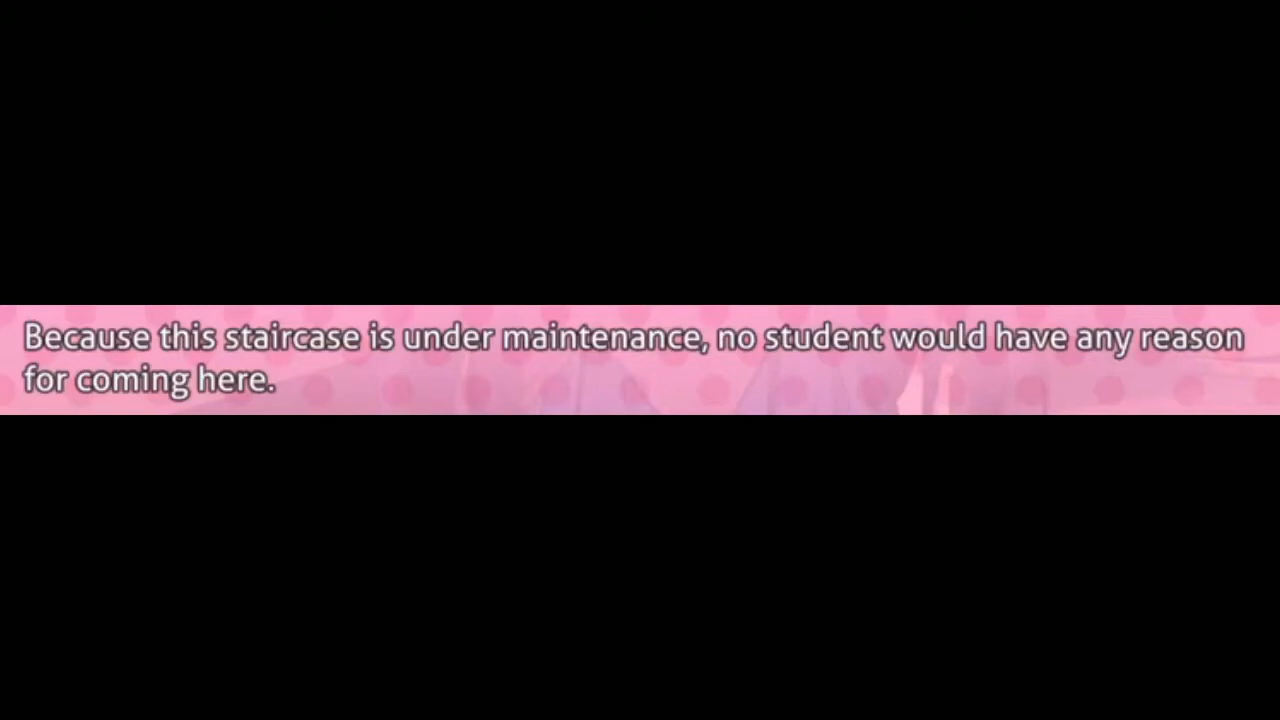 Because this staircase is under maintenance, no student would have any reason
for coming here.